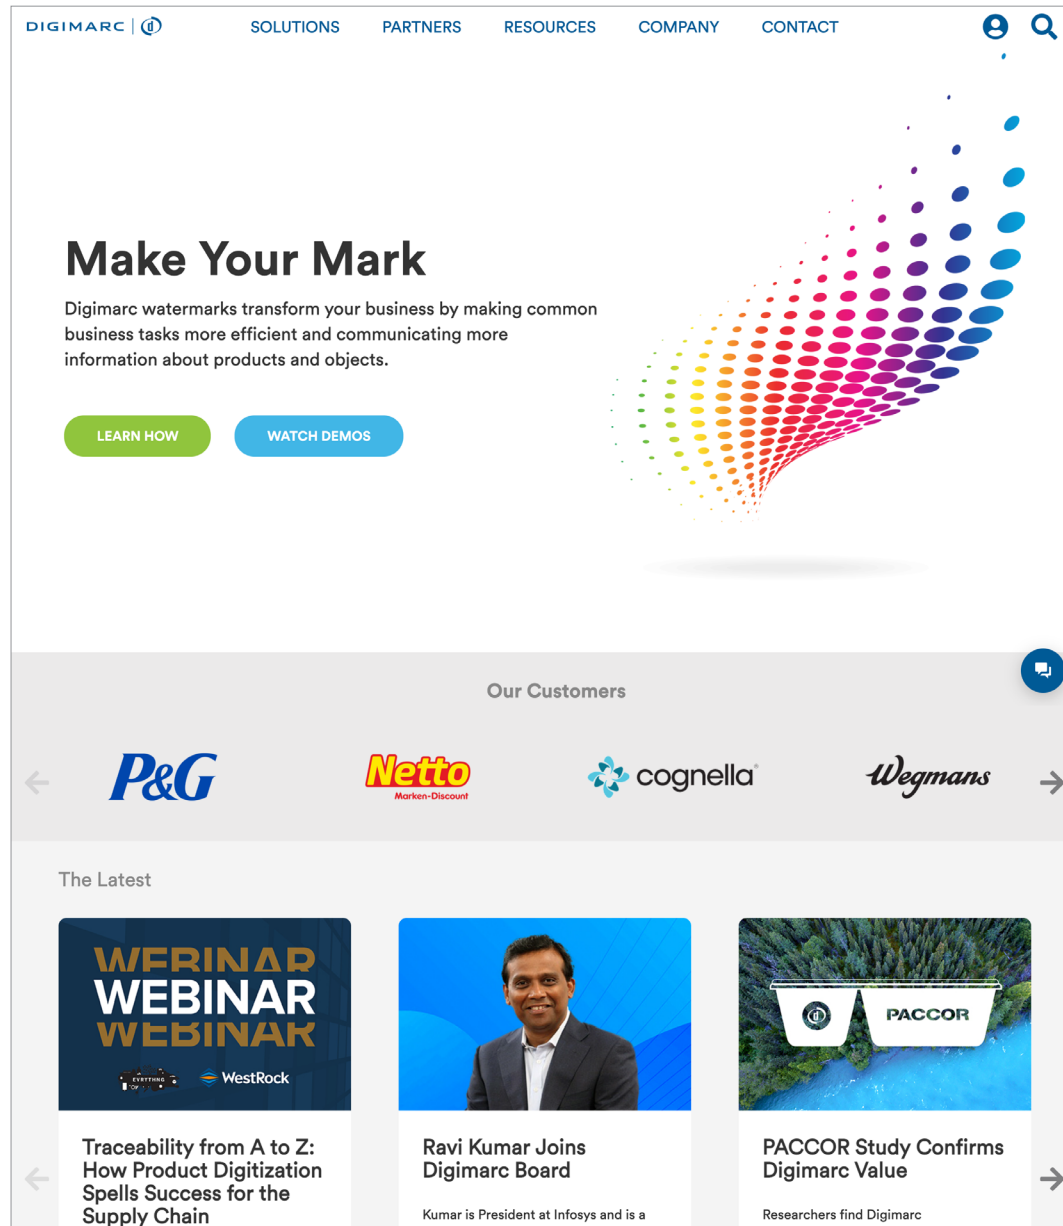 DIGIMARC
SOLUTIONS
PARTNERS
RESOURCES
COMPANY
CONTACT
Make Your Mark
Digimarc watermarks transform your business by making common
business tasks more efficient and communicating more
information about products and objects.
LEARN HOW
WATCH DEMOS
Our Customers
P&G
Netto
Marken-Discount
cognella®
Wegmans
The Latest
WEBINAR
WEBINAR
WEBINAR
EVRYTHNG
WestRock
Traceability from A to Z:
How Product Digitization
Spells Success for the
Supply Chain
Ravi Kumar Joins
Digimarc Board
Kumar is President at Infosys and is a
PACCOR
PACCOR Study Confirms
Digimarc Value
Researchers find Digimarc